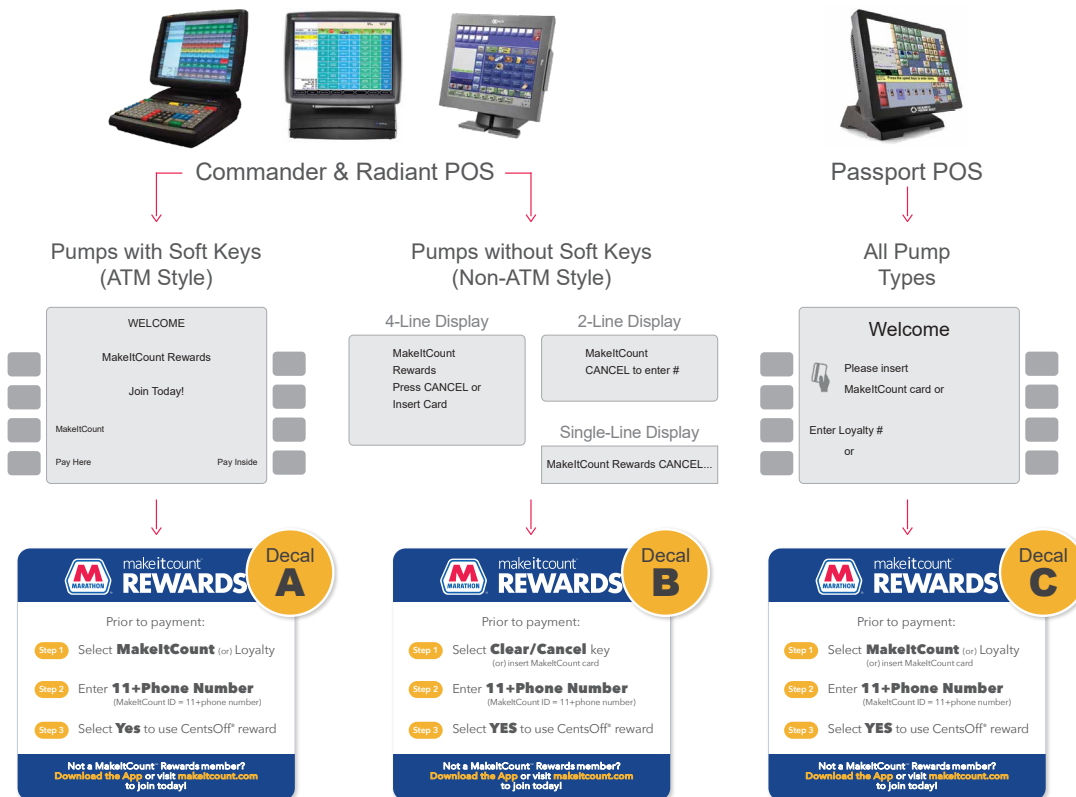 Commander & Radiant POS
Passport POS
Pumps with Soft Keys
(ATM Style)
Pumps without Soft Keys
(Non-ATM Style)
All Pump
Types
WELCOME
MakeItCount Rewards
Join Today!
MakeItCount
Pay Here
Pay Inside
4-Line Display
MakeItCount
Rewards
Press CANCEL or
Insert Card
2-Line Display
MakeItCount
CANCEL to enter #
Single-Line Display
MakeItCount Rewards CANCEL...
Welcome
Please insert
MakeItCount card or
Enter Loyalty #
or
Decal
A
M
MARATHON
makeitcount
REWARDS
Prior to payment:
Step 1 Select MakeItCount (or) Loyalty
Step 2 Enter 11+Phone Number
(MakeItCount ID = 11+phone number)
Step 3 Select Yes to use CentsOff® reward
Not a MakeItCount™ Rewards member?
Download the App or visit makeitcount.com
to join today!
Decal
B
M
MARATHON
makeitcount
REWARDS
Prior to payment:
Step 1 Select Clear/Cancel key
(or) insert MakeItCount card
Step 2 Enter 11+Phone Number
(MakeItCount ID = 11+phone number)
Step 3 Select YES to use CentsOff® reward
Not a MakeItCount™ Rewards member?
Download the App or visit makeitcount.com
to join today!
Decal
C
M
MARATHON
makeitcount
REWARDS
Prior to payment:
Step 1 Select MakeItCount (or) Loyalty
(or) insert MakeItCount card
Step 2 Enter 11+Phone Number
(MakeItCount ID = 11+phone number)
Step 3 Select YES to use CentsOff® reward
Not a MakeItCount™ Rewards member?
Download the App or visit makeitcount.com
to join today!